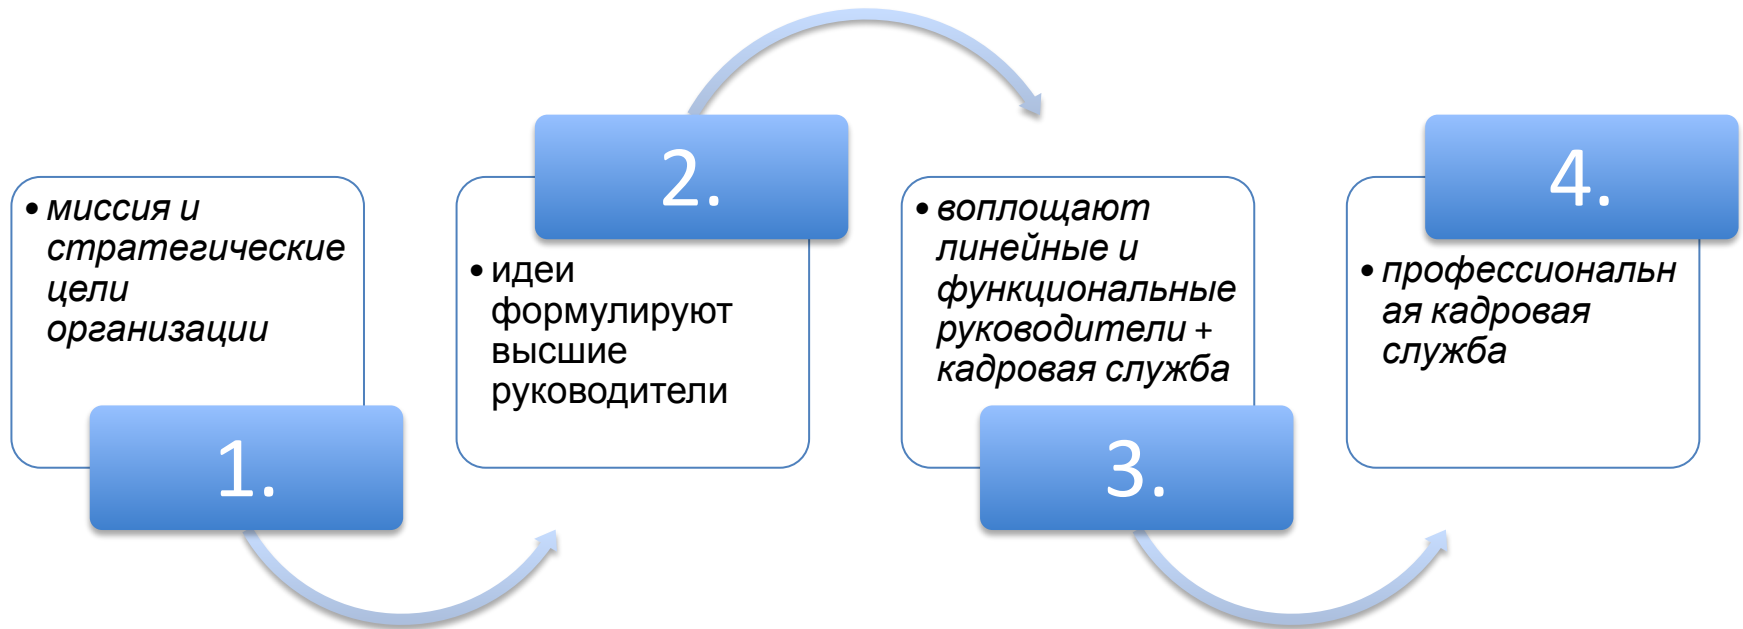 1.
• миссия и
стратегические
цели
организации
2.
• идеи
формулируют
высшие
руководители
3.
• воплощают
линейные и
функциональные
руководители +
кадровая служба
4.
• профессиональн
ая кадровая
служба